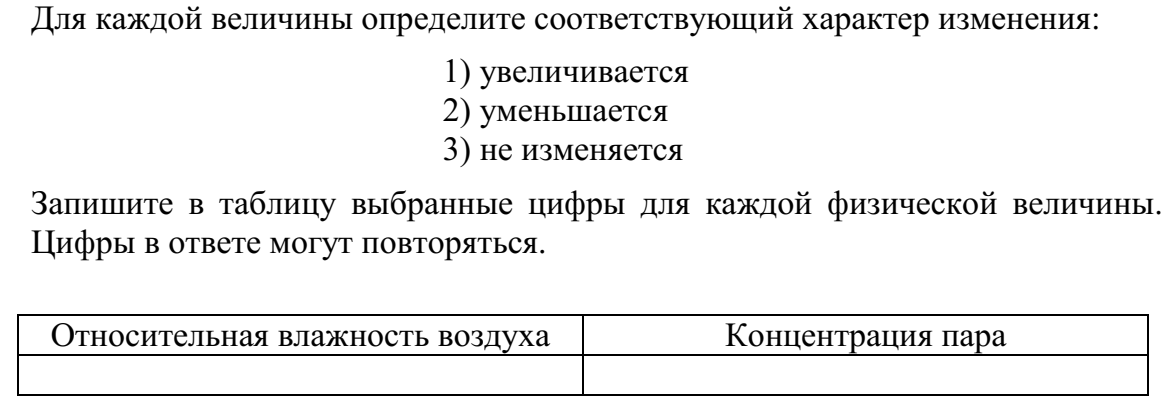 Для каждой величины определите соответствующий характер изменения:
1) увеличивается
2) уменьшается
3) не изменяется
Запишите в таблицу выбранные цифры для каждой физической величины.
Цифры в ответе могут повторяться.
Относительная влажность воздуха Концентрация пара